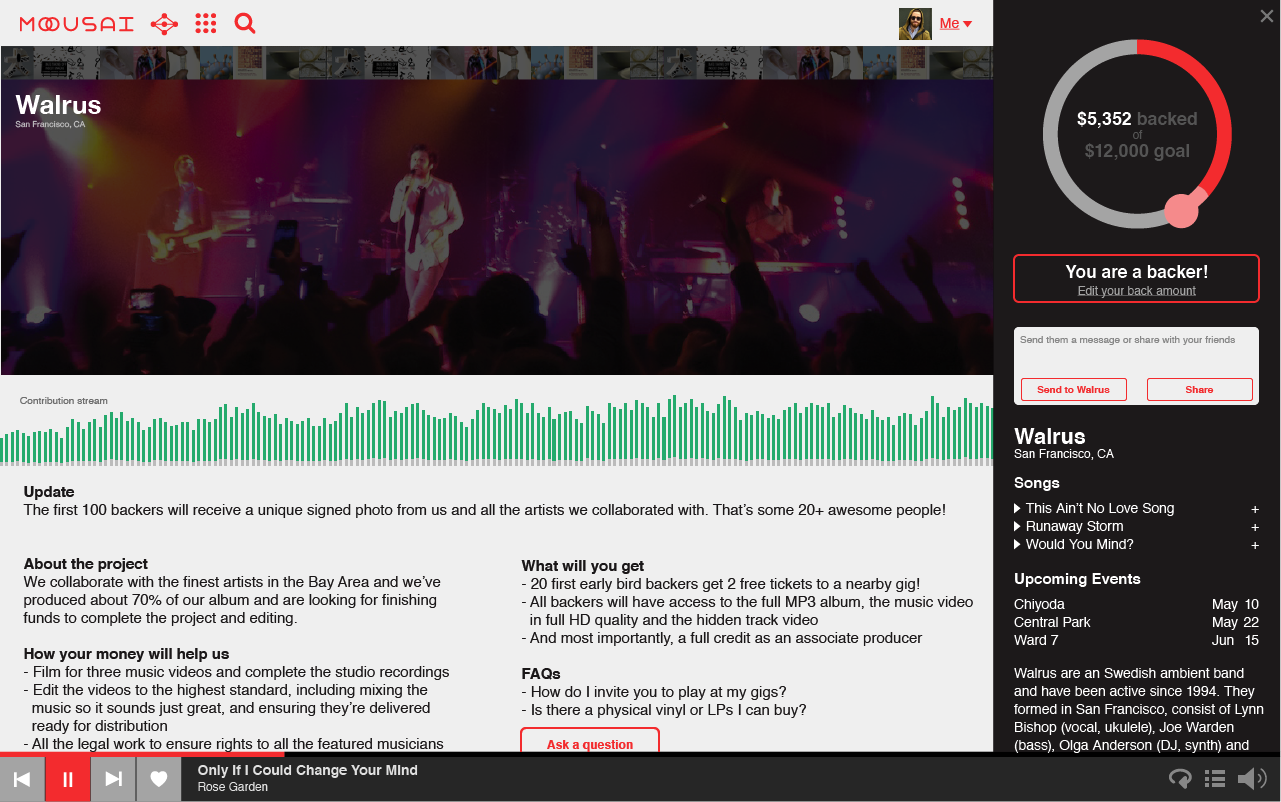 MOUSAI
Me
Walrus
San Francisco, CA
Contribution stream
Update
The first 100 backers will receive a unique signed photo from us and all the artists we collaborated with. That’s some 20+ awesome people!
About the project
We collaborate with the finest artists in the Bay Area and we’ve
produced about 70% of our album and are looking for finishing
funds to complete the project and editing.
How your money will help us
- Film for three music videos and complete the studio recordings
- Edit the videos to the highest standard, including mixing the
music so it sounds just great, and ensuring they’re delivered
ready for distribution
- All the legal work to ensure rights to all the featured musicians
What will you get
- 20 first early bird backers get 2 free tickets to a nearby gig!
- All backers will have access to the full MP3 album, the music video
in full HD quality and the hidden track video
- And most importantly, a full credit as an associate producer
FAQs
- How do I invite you to play at my gigs?
- Is there a physical vinyl or LPs I can buy?
Ask a question
$5,352 backed
of
$12,000 goal
You are a backer!
Edit your back amount
Send them a message or share with your friends
Send to Walrus
Share
Walrus
San Francisco, CA
Songs
This Ain’t No Love Song +
Runaway Storm +
Would You Mind? +
Upcoming Events
Chiyoda May 10
Central Park May 22
Ward 7 Jun 15
Walrus are an Swedish ambient band
and have been active since 1994. They
formed in San Francisco, consist of Lynn
Bishop (vocal, ukulele), Joe Warden
(bass), Olga Anderson (DJ, synth) and
Only If I Could Change Your Mind
Rose Garden